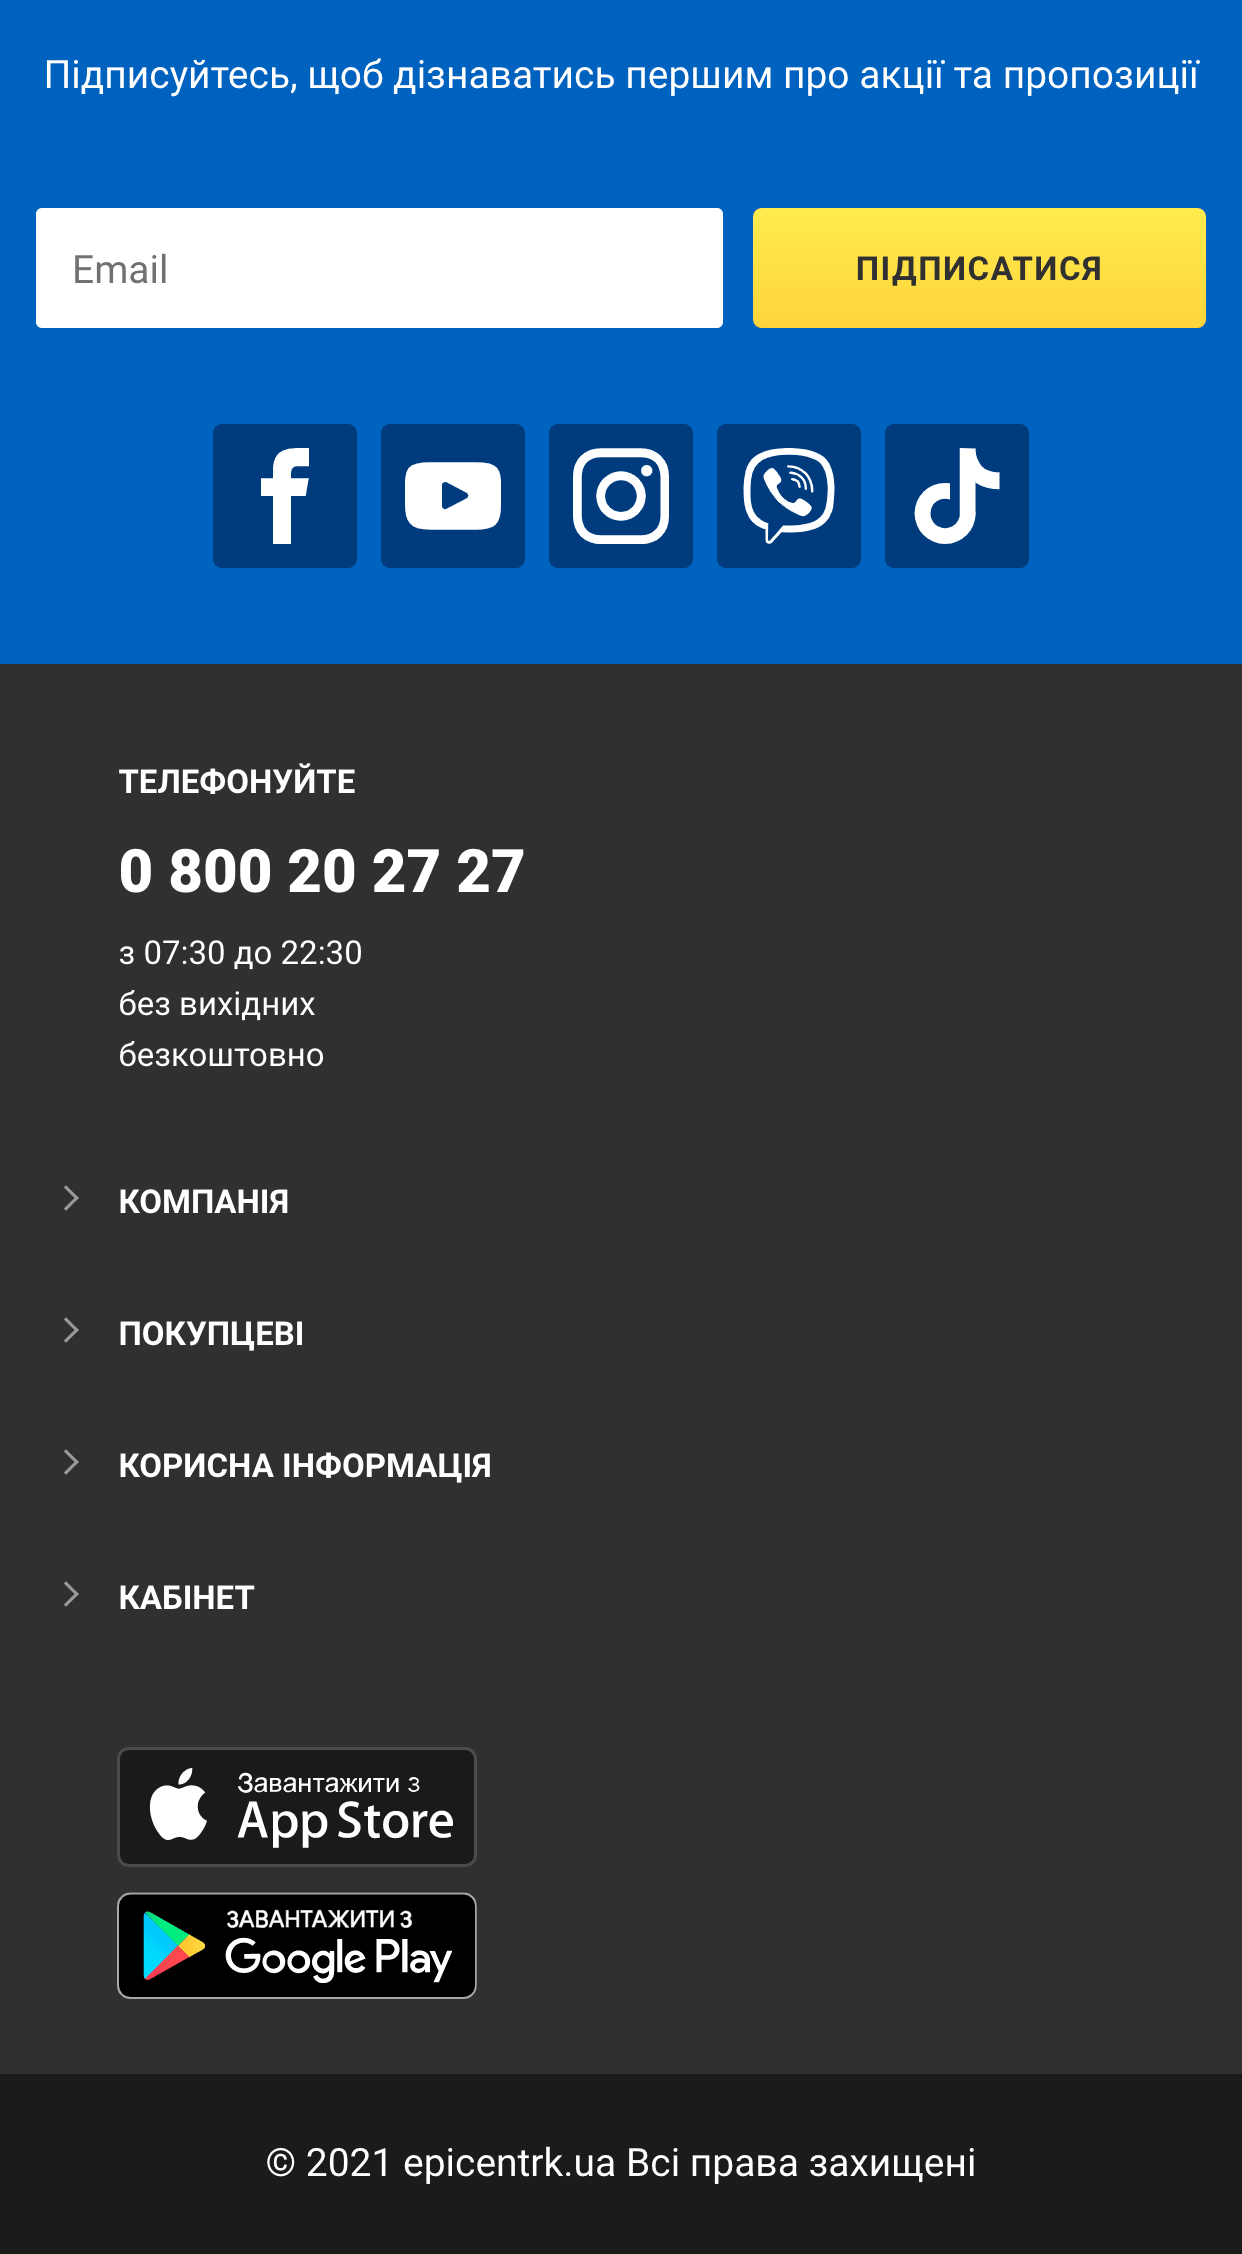 Підписуйтесь, щоб дізнаватись першим про акції та пропозиції
Email
ПІДПИСАТИСЯ
ТЕЛЕФОНУЙТЕ
0 800 20 27 27
з 07:30 до 22:30
без вихідних
безкоштовно
КОМПАНІЯ
ПОКУПЦЕВІ
КОРИСНА ІНФОРМАЦІЯ
КАБІНЕТ
Завантажити з
App Store
ЗАВАНТАЖИТИ З
Google Play
© 2021 epicentrk.ua Всі права захищені